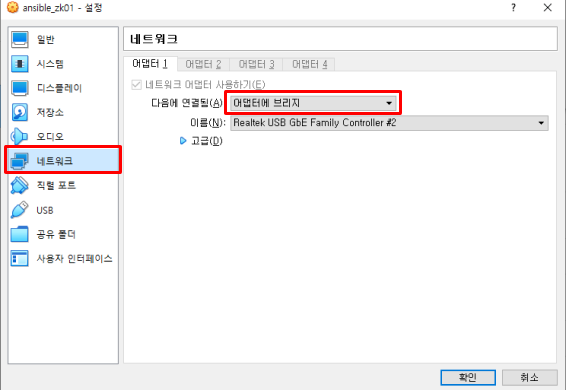 ansible_zk01 - 설정
? ×
일반
시스템
디스플레이
저장소
오디오
네트워크
직렬 포트
USB
공유 폴더
사용자 인터페이스
네트워크
어댑터 1 어댑터 2 어댑터 3 어댑터 4
네트워크 어댑터 사용하기(E)
다음에 연결됨(A) 어댑터에 브리지
이름(N): Realtek USB GbE Family Controller #2
고급(D)
확인 취소